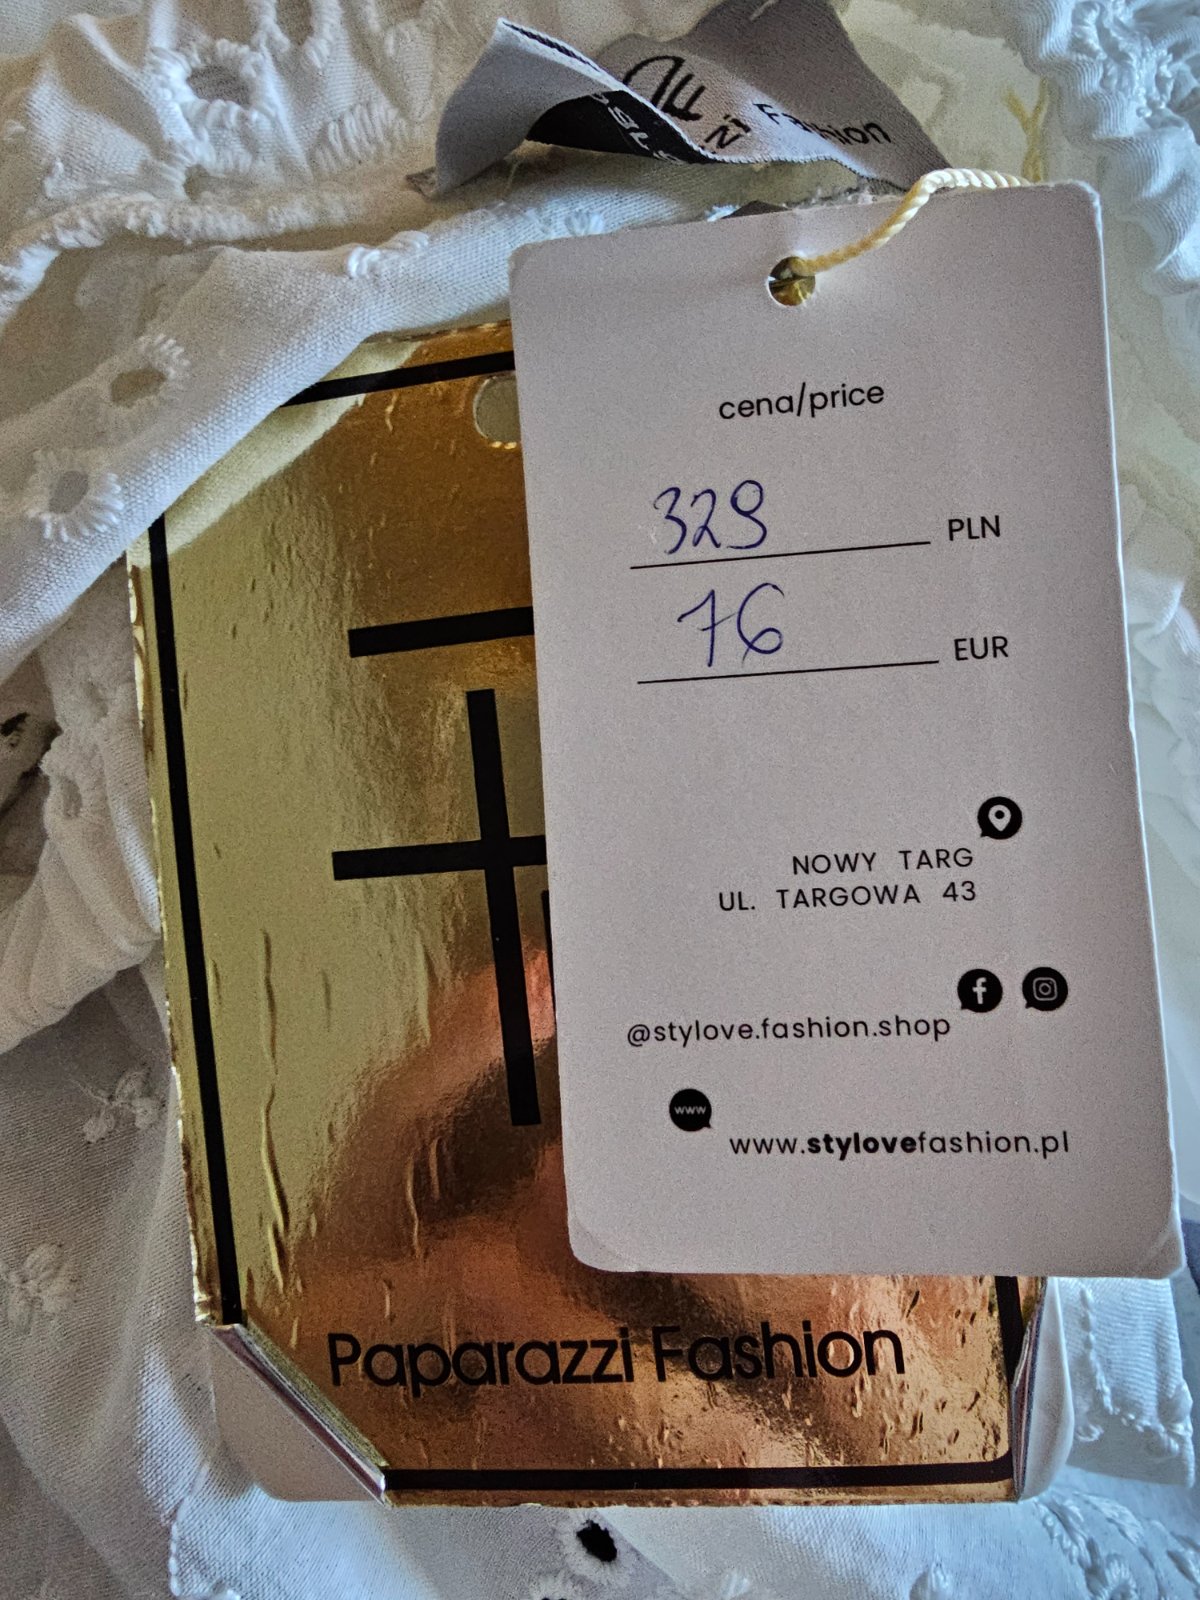 Fashion
cena/price
329 PLN
76 EUR
NOWY TARG
UL. TARGOWA 43
@stylove.fashion.shop
www
www.stylovefashion.pl
Paparazzi Fashion